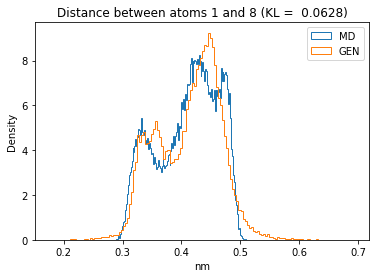 Distance between atoms 1 and 8 (KL =  0.0628)
MD
GEN
Density
8
6
4
2
0
0.2 0.3 0.4 0.5 0.6 0.7
nm